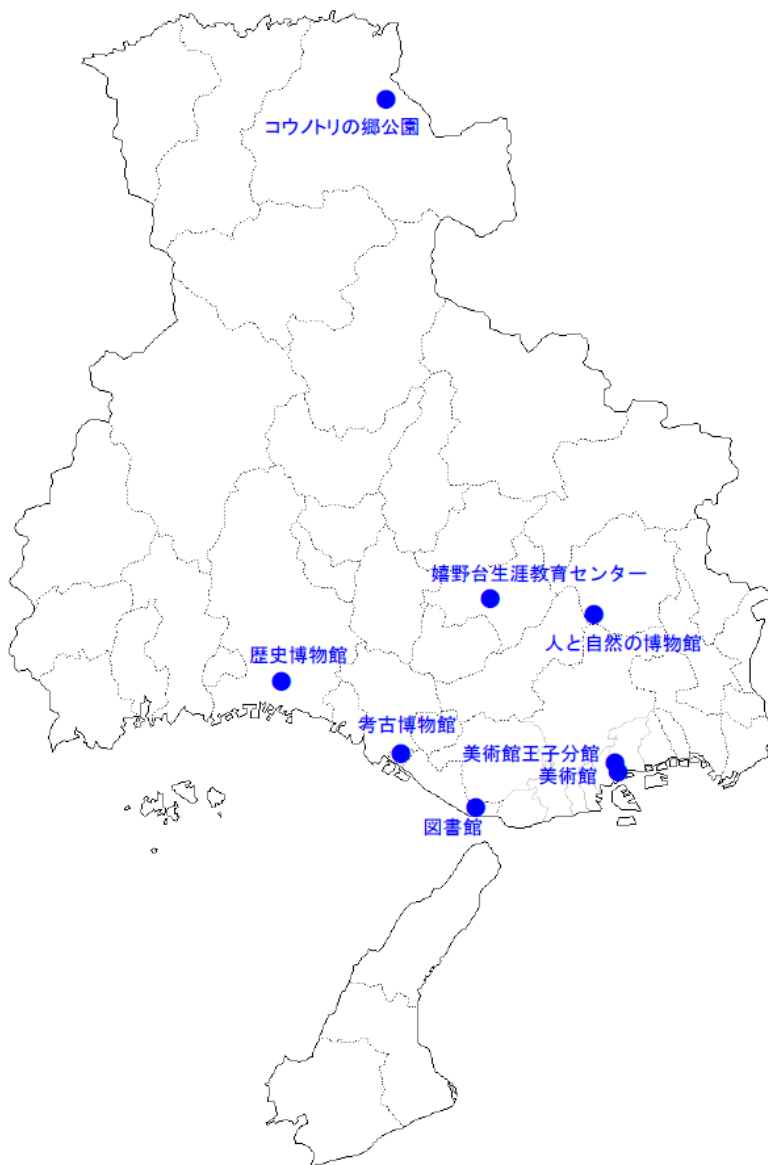 コウノトリの郷公園
嬉野台生涯教育センター
人と自然の博物館
歴史博物館
考古博物館
美術館王子分館
美術館
図書館